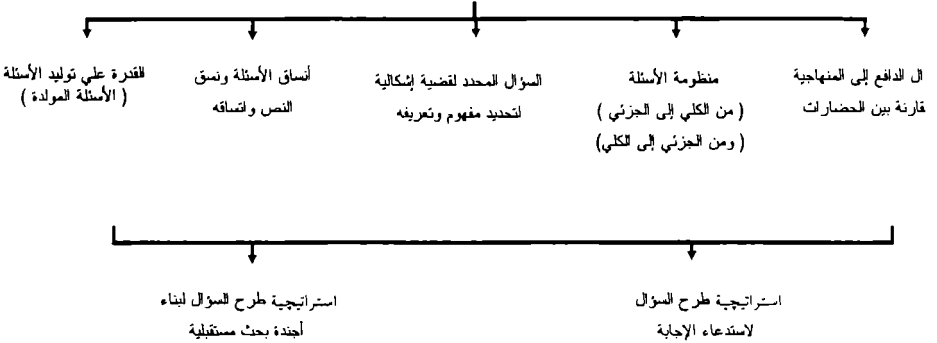 ال الدافع إلى المنهاجية
قارنة بين الحضارات
منظومة الأسئلة
( من الكلي إلى الجزئي )
( ومن الجزئي إلى الكلي)
السؤال المحدد لقضية إشكالية
لتحديد مفهوم وتعريفه
أنساق الأسئلة ونسق
النص واتساقه
القدرة علي توليد الأسئلة
( الأسئلة المولدة )
استراتيجية طرح السؤال
لاستدعاء الإجابة
استراتيجية طرح السؤال لبناء
أجندة بحث مستقبلية